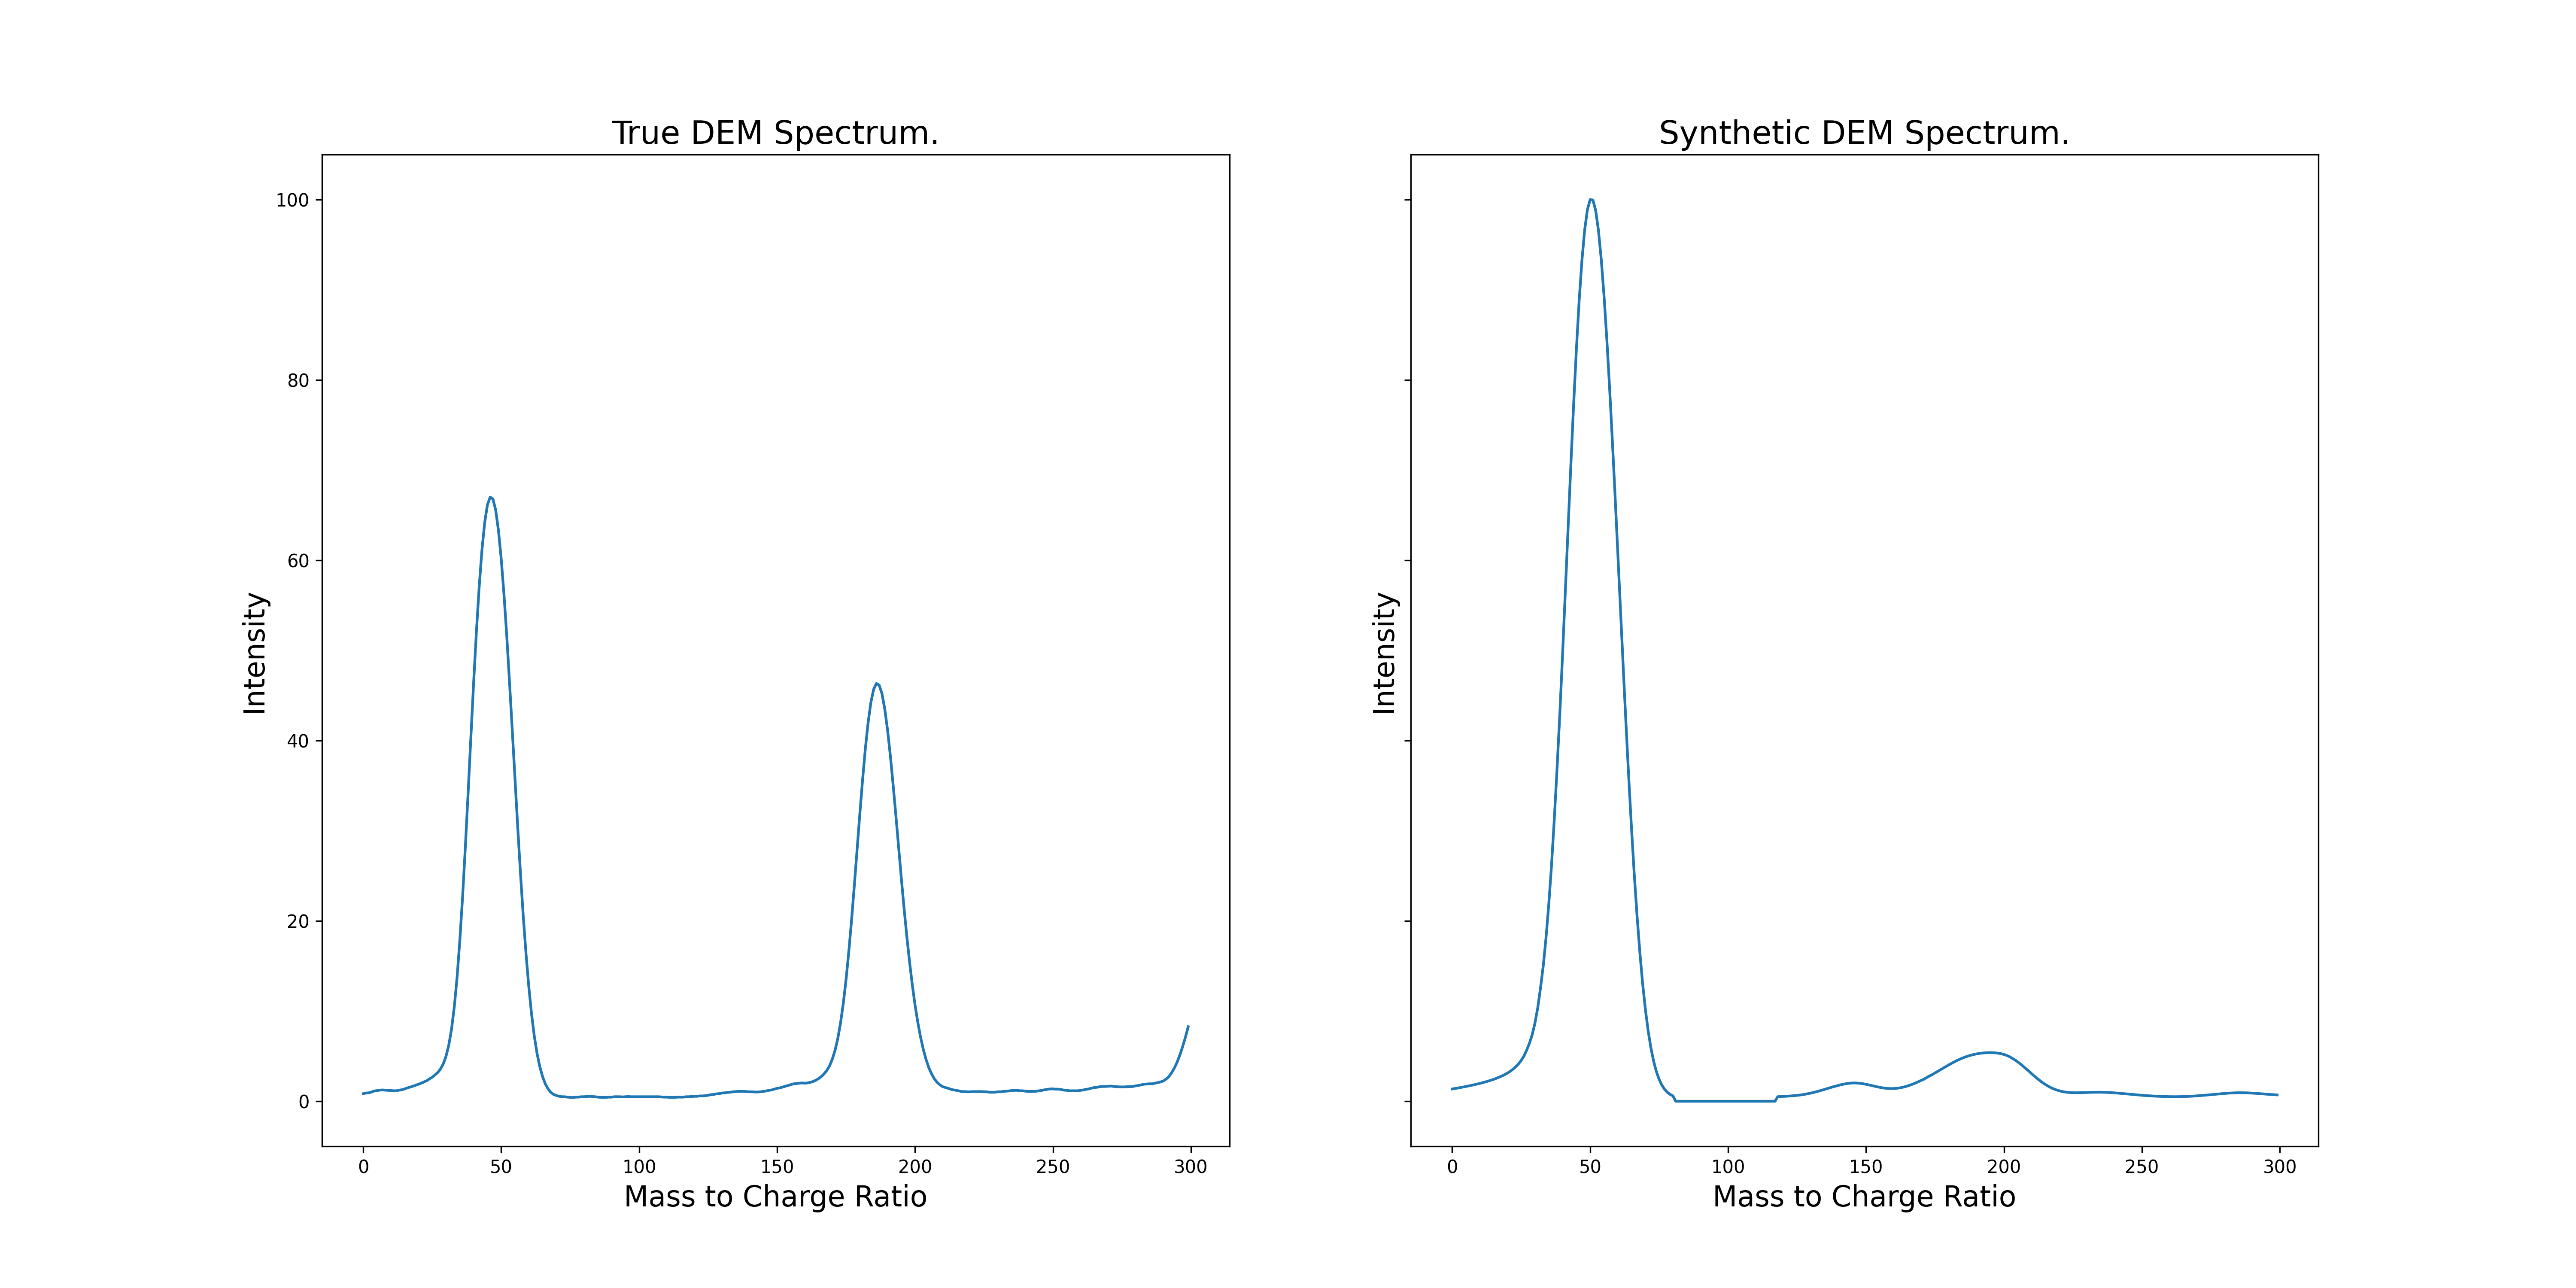 True DEM Spectrum.
Synthetic DEM Spectrum.
100
80
60
40
20
0
Intensity
0 50 100 150 200 250 300
Mass to Charge Ratio
Intensity
0 50 100 150 200 250 300
Mass to Charge Ratio